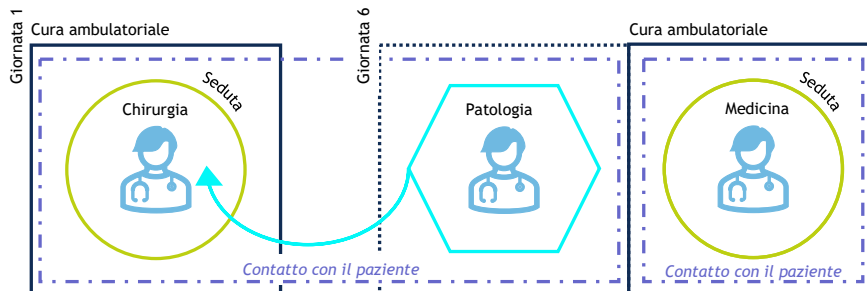 Giornata 1
Cura ambulatoriale
Seduta
Chirurgia
Giornata 6
Patologia
Contatto con il paziente
Cura ambulatoriale
Seduta
Medicina
Contatto con il paziente